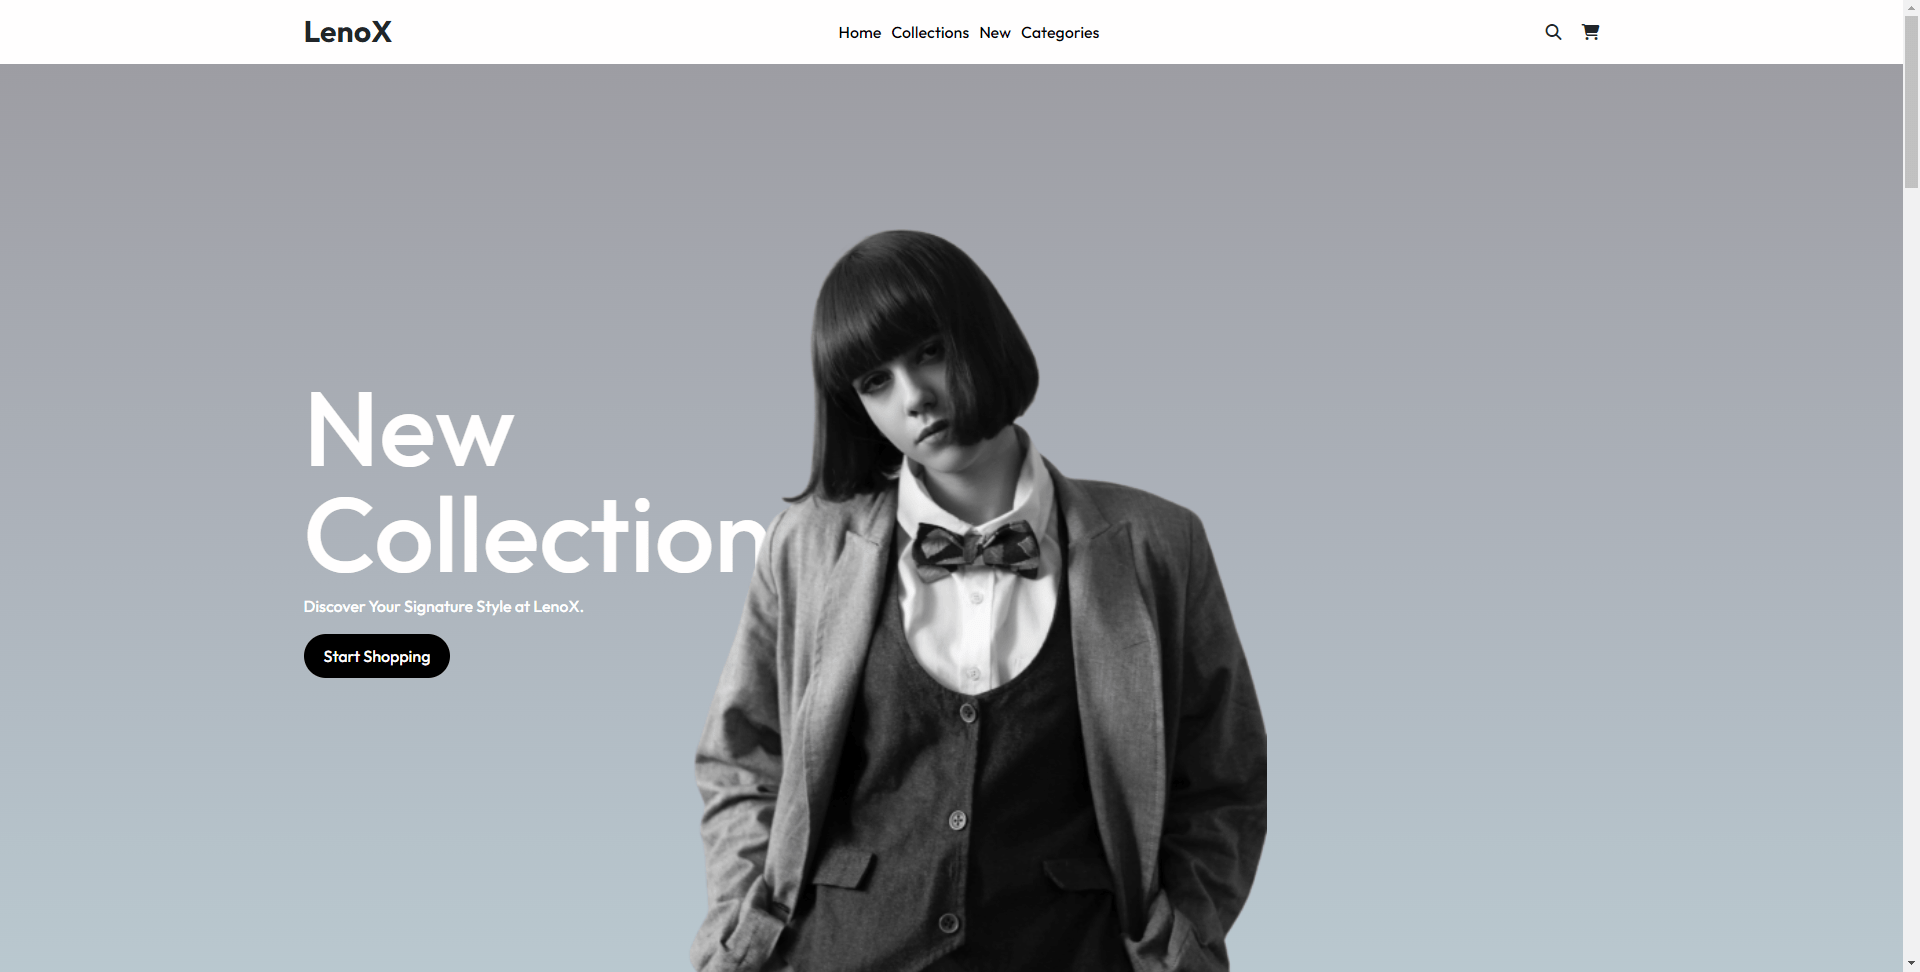 LenoX
Home Collections New Categories
New
Collection
Discover Your Signature Style at LenoX.
Start Shopping